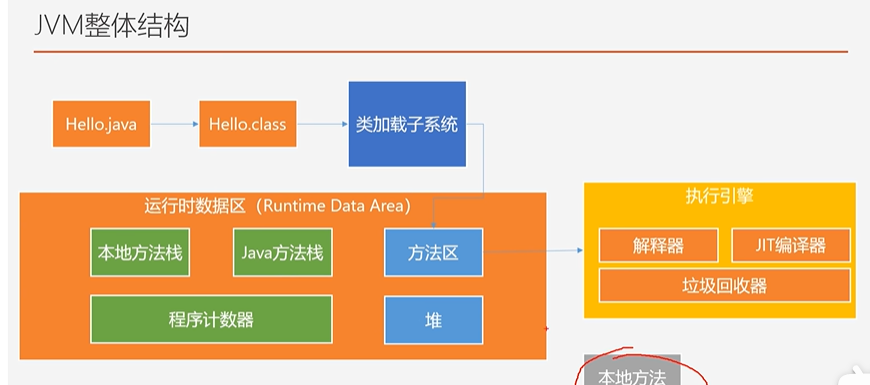 JVM整体结构
Hello.java
Hello.class
类加载子系统
运行时数据区（Runtime Data Area）
本地方法栈
Java方法栈
方法区
程序计数器
堆
执行引擎
解释器
JIT编译器
垃圾回收器
本地方法